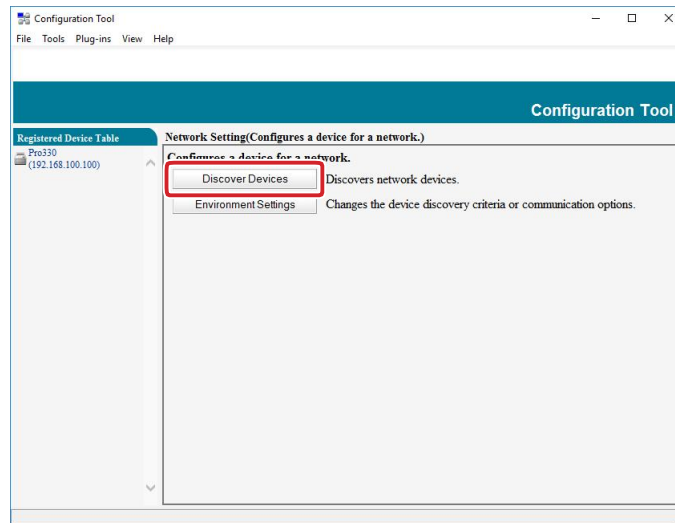 Configuration Tool
File Tools Plug-ins View Help
Configuration Tool
Registered Device Table
Pro330
(192.168.100.100)
Network Setting(Configures a device for a network.)
Configures a device for a network.
Discover Devices Discovers network devices.
Environment Settings Changes the device discovery criteria or communication options.